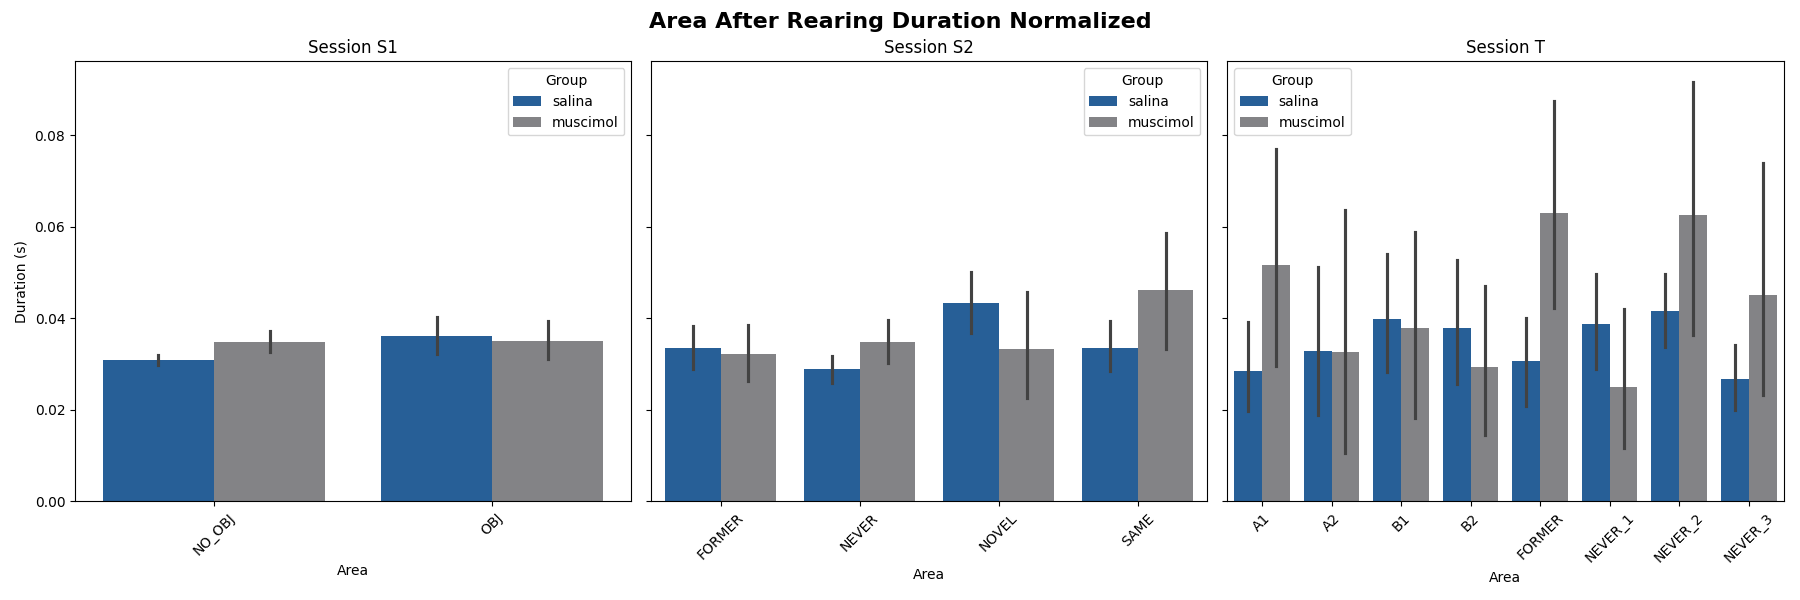 Area After Rearing Duration Normalized
Session S1
Group
salina
muscimol
Duration (s)
0.08
0.06
0.04
0.02
0.00
NO_OBJ
OBJ
Area
Session S2
Group
salina
muscimol
FORMER
NEVER
NOVEL
SAME
Area
Session T
Group
salina
muscimol
A1
A2
B1
B2
FORMER
NEVER_1
NEVER_2
NEVER_3
Area